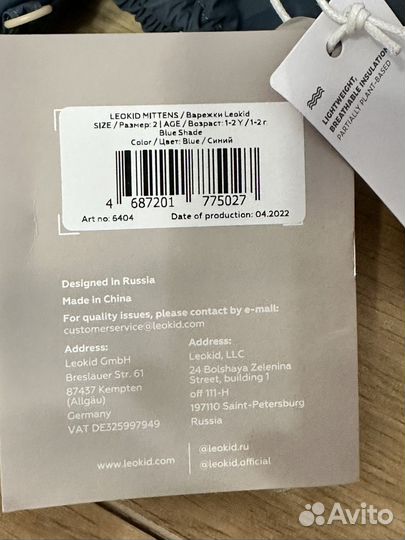 LEOKID MITTENS / Варежки Leokid
SIZE / Размер: 2 | AGE / Возраст: 1-2 Y / 1-2 г.
Blue Shade
Color / Цвет: Blue / Синий
4 687201 775027
Art no: 6404 Date of production: 04.2022
Designed in Russia
Made in China
For quality issues, please contact by e-mail:
customerservice@leokid.com
Address:
Leokid GmbH
Breslauer Str. 61
87437 Kempten
(Allgäu)
Germany
VAT DE325997949
Address:
Leokid, LLC
24 Bolshaya Zelenina
Street, building 1
off 111-H
197110 Saint-Petersburg
Russia
www.leokid.com
@leokid.ru
@leokid.official
LIGHTWEIGHT,
BREATHABLE INSULATION
PARTIALLY PLANT-BASED
Avito